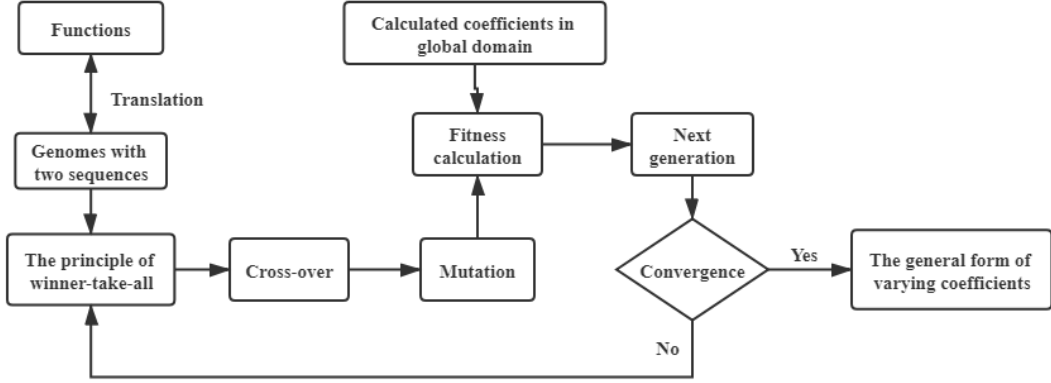 Functions
Calculated coefficients in
global domain
Translation
Genomes with
two sequences
Fitness
calculation
Next
generation
The principle of
winner-take-all
Cross-over
Mutation
Convergence
Yes
The general form of
varying coefficients
No